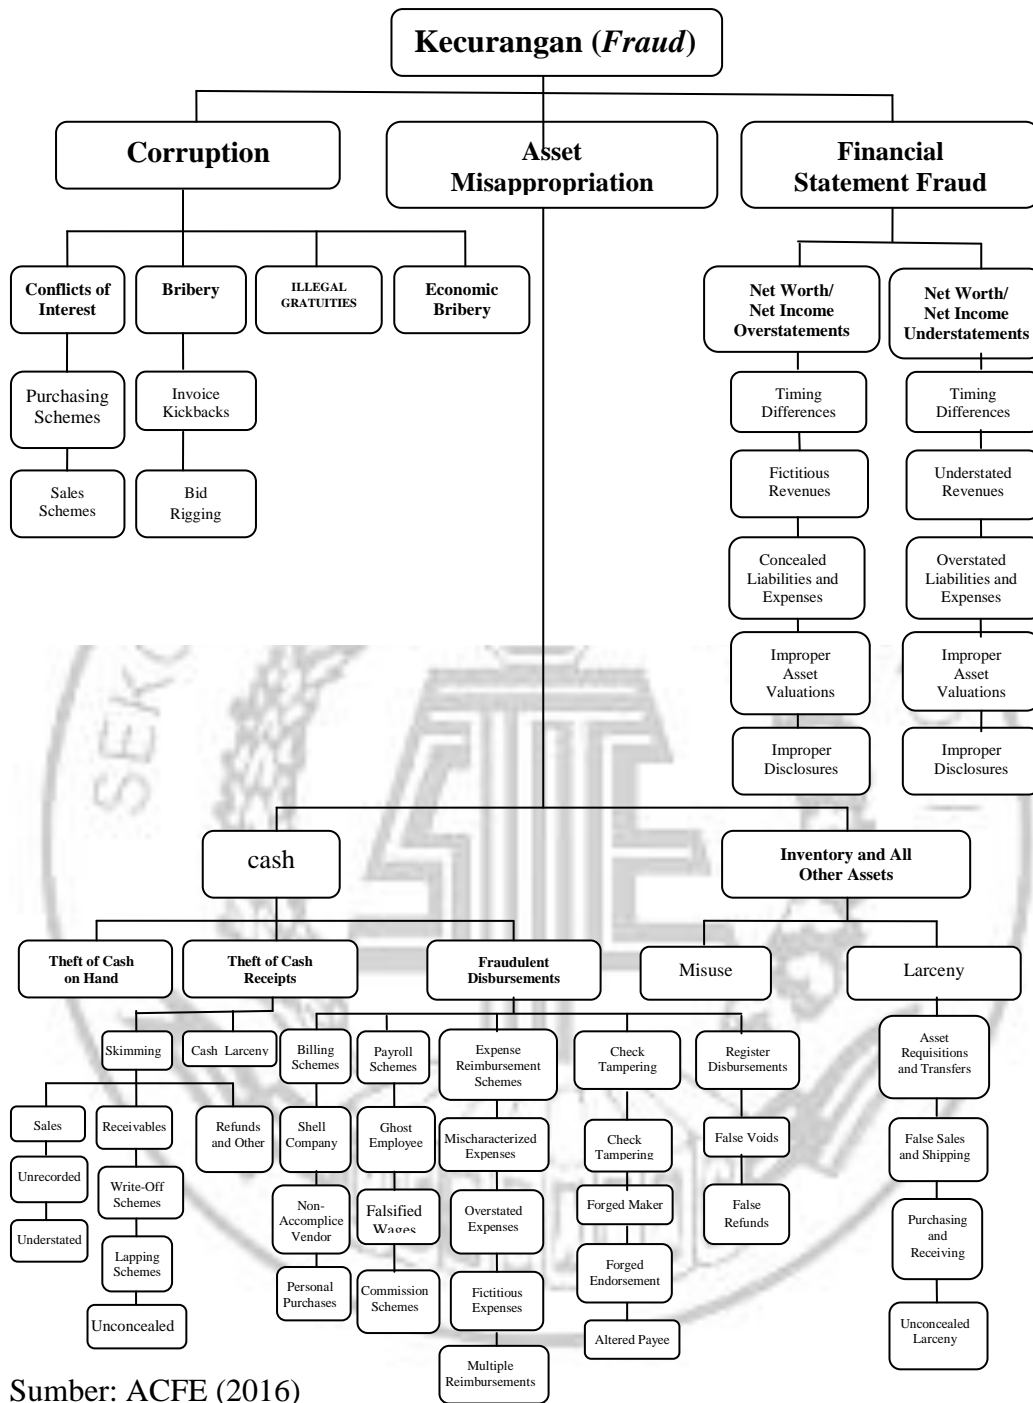 Kecurangan (Fraud)
Corruption
Asset
Misappropriation
Financial
Statement Fraud
Conflicts of
Interest
Bribery
ILLEGAL
GRATUITIES
Economic
Bribery
Net Worth/
Net Income
Overstatements
Net Worth/
Net Income
Understatements
Purchasing
Schemes
Invoice
Kickbacks
Timing
Differences
Timing
Differences
Sales
Schemes
Bid
Rigging
Fictitious
Revenues
Understated
Revenues
Concealed
Liabilities and
Expenses
Overstated
Liabilities and
Expenses
Improper
Asset
Valuations
Improper
Asset
Valuations
Improper
Disclosures
Improper
Disclosures
cash
Inventory and All
Other Assets
Theft of Cash
on Hand
Theft of Cash
Receipts
Fraudulent
Disbursements
Misuse
Larceny
Skimming
Cash Larceny
Billing
Schemes
Payroll
Schemes
Expense
Reimbursement
Schemes
Check
Tampering
Register
Disbursements
Asset
Requisitions
and Transfers
Sales
Receivables
Refunds
and Other
Shell
Company
Ghost
Employee
Mischaracterized
Expenses
Check
Tampering
False Voids
False Sales
and Shipping
Unrecorded
Write-Off
Schemes
Non-
Accomplice
Vendor
Falsified
Wages
Overstated
Expenses
Forged Maker
False
Refunds
Purchasing
and
Receiving
Understated
Lapping
Schemes
Personal
Purchases
Commission
Schemes
Fictitious
Expenses
Forged
Endorsement
Unconcealed
Altered Payee
Unconcealed
Larceny
Multiple
Reimbursements
Sumber: ACFE (2016)